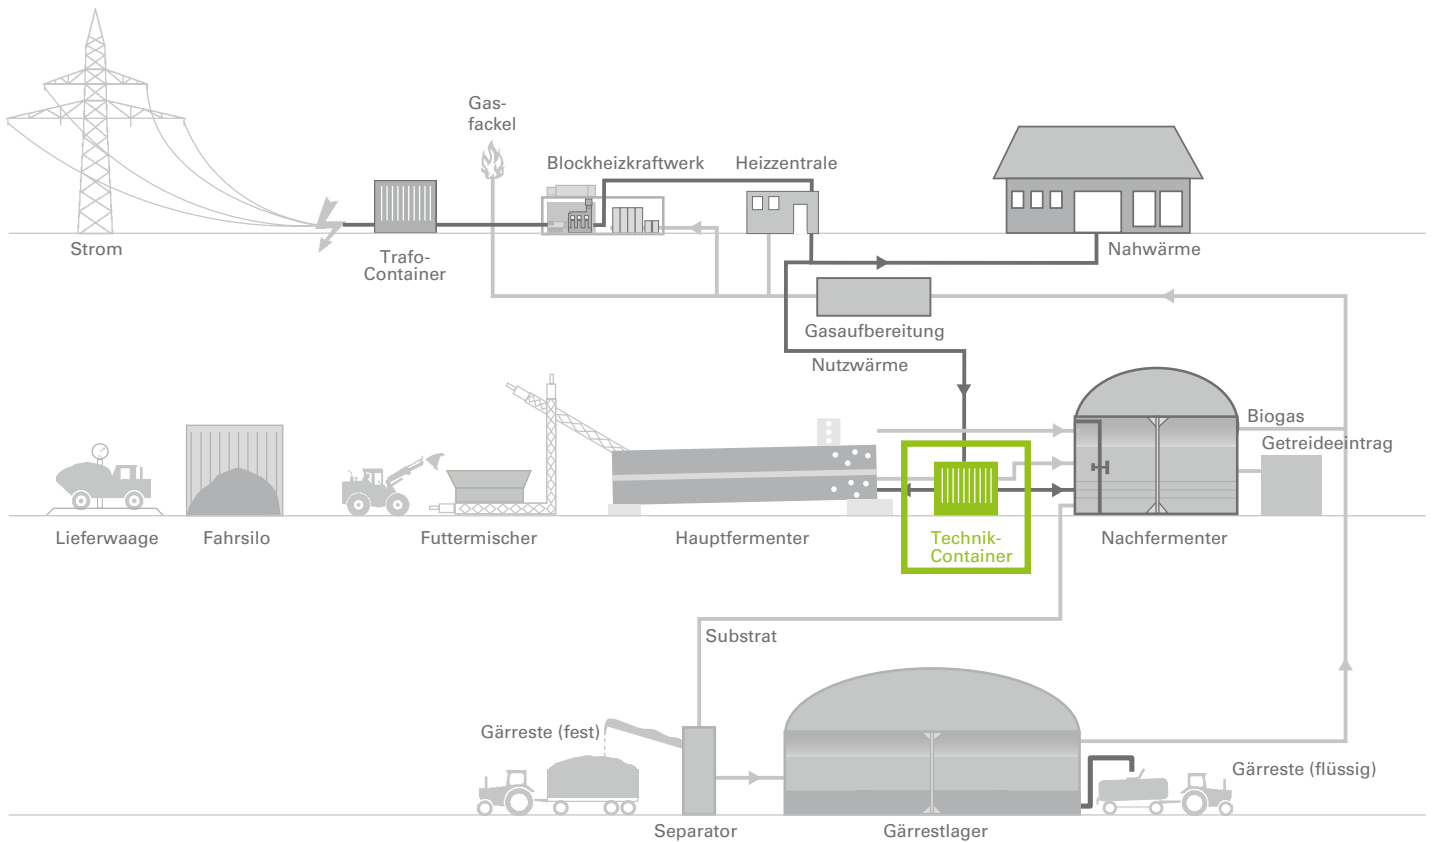 Gas-
fackel
Blockheizkraftwerk
Heizzentrale
Strom
Trafo-
Container
Nahwärme
Gasaufbereitung
Nutzwärme
Biogas
Getreideeintrag
Lieferwaage
Fahrsilo
Futtermischer
Hauptfermenter
Technik-
Container
Nachfermenter
Substrat
Gärreste (fest)
Gärreste (flüssig)
Separator
Gärrestlager